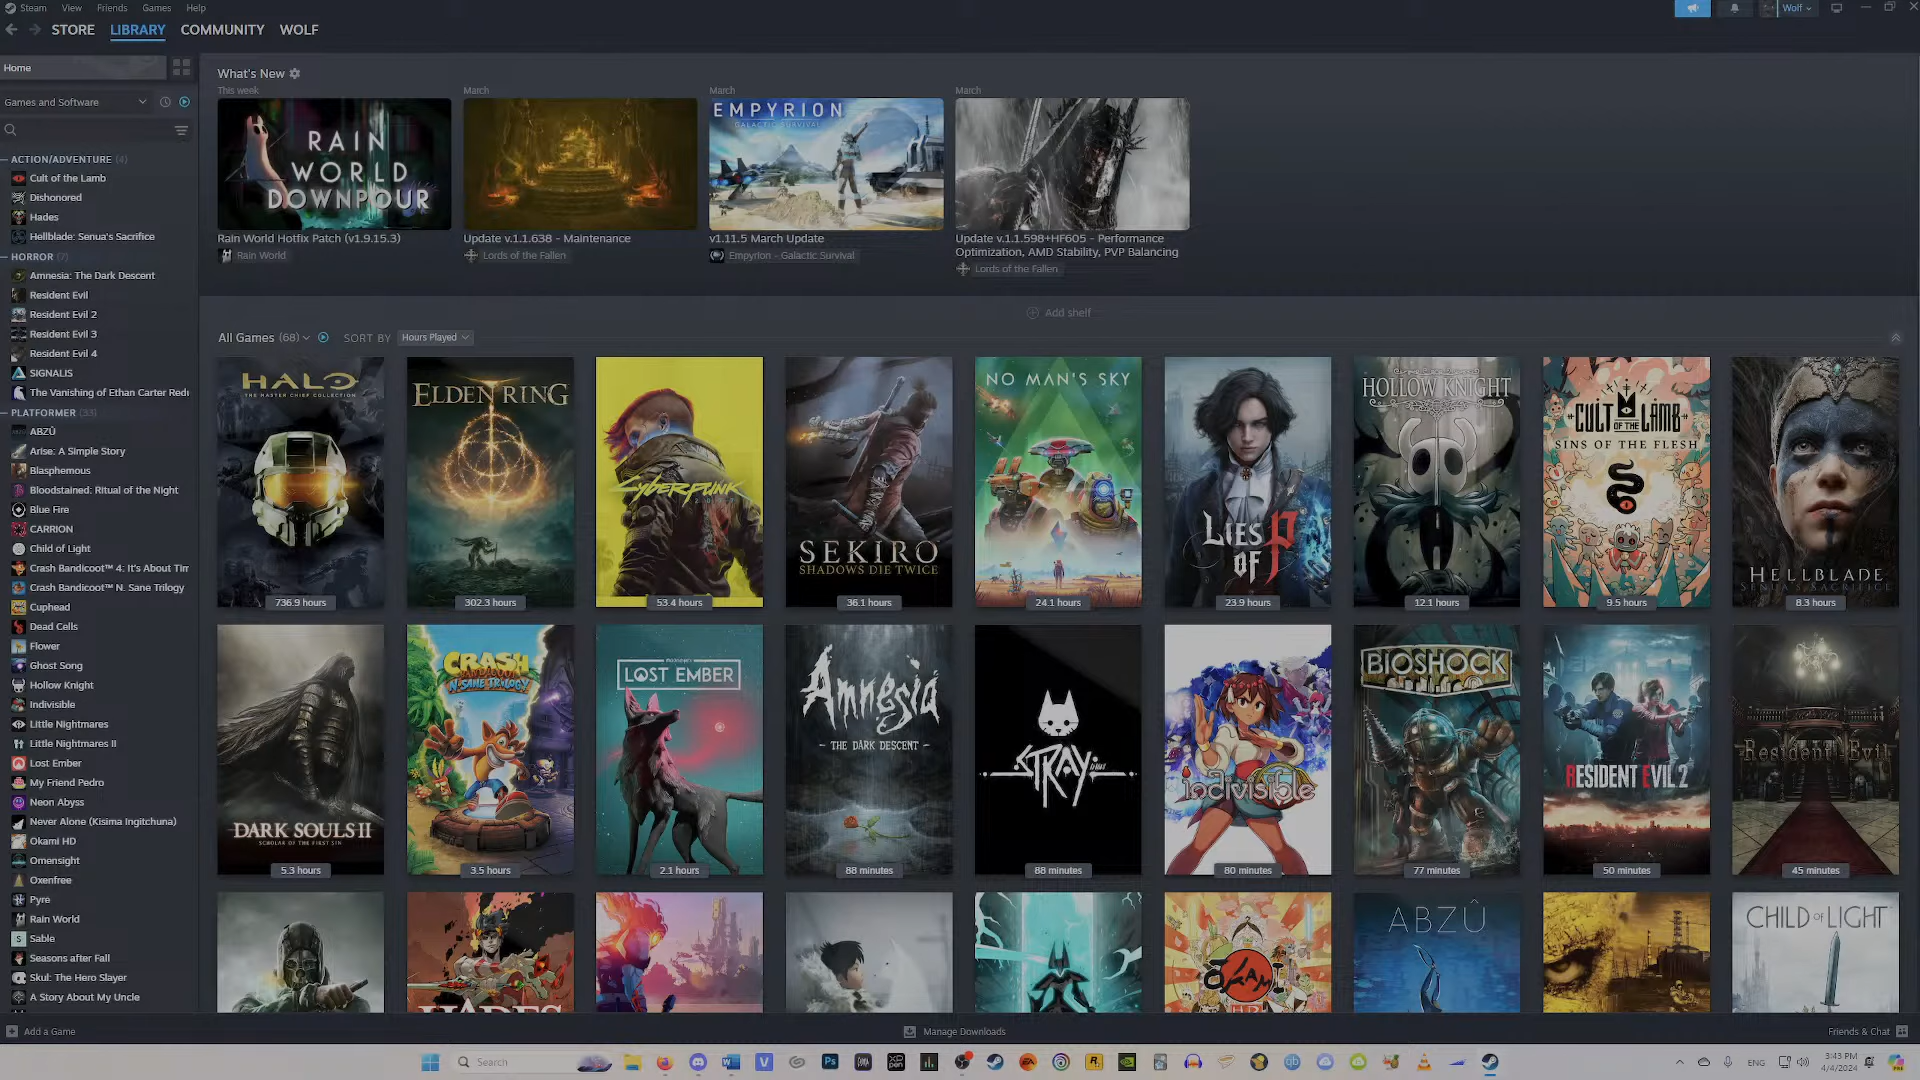 Steam View Friends Games Help
Wolf
STORE LIBRARY COMMUNITY WOLF
Home
Games and Software
ACTION/ADVENTURE (4)
Cult of the Lamb
Dishonored
Hades
Hellblade: Senua's Sacrifice
HORROR (7)
Amnesia: The Dark Descent
Resident Evil
Resident Evil 2
Resident Evil 3
Resident Evil 4
SIGNALIS
The Vanishing of Ethan Carter Redu
PLATFORMER (33)
ABZÛ
Arise: A Simple Story
Blasphemous
Bloodstained: Ritual of the Night
Blue Fire
CARRION
Child of Light
Crash Bandicoot™ 4: It's About Tim
Crash Bandicoot™ N. Sane Trilogy
Cuphead
Dead Cells
Flower
Ghost Song
Hollow Knight
Indivisible
Little Nightmares
Little Nightmares II
Lost Ember
My Friend Pedro
Neon Abyss
Never Alone (Kisima Ingitchuna)
Okami HD
Omensight
Oxenfree
Pyre
Rain World
Sable
Seasons after Fall
Skul: The Hero Slayer
A Story About My Uncle
What's New
This week
March
March
March
RAIN
WORLD
DOWNPOUR
EMPYRION
GALACTIC SURVIVAL
Rain World Hotfix Patch (v1.9.15.3)
Rain World
Update v.1.1.638 - Maintenance
Lords of the Fallen
v1.11.5 March Update
Empyrion - Galactic Survival
Update v.1.1.598+HF605 - Performance
Optimization, AMD Stability, PVP Balancing
Lords of the Fallen
Add shelf
All Games (68) SORT BY Hours Played
HALO
THE MASTER CHIEF COLLECTION
736.9 hours
ELDEN RING
302.3 hours
Cyberpunk
53.4 hours
SEKIRO
SHADOWS DIE TWICE
36.1 hours
NO MAN'S SKY
24.1 hours
LIES
OF P
23.9 hours
HOLLOW KNIGHT
12.1 hours
CULT OF THE LAMB
SINS OF THE FLESH
9.5 hours
HELLBLADE
SENUA'S SACRIFICE
8.3 hours
DARK SOULS II
SCHOLAR OF THE FIRST SIN
5.3 hours
CRASH
BANDICOOT
N. SANE TRILOGY
3.5 hours
LOST EMBER
2.1 hours
Amnesia
- THE DARK DESCENT -
88 minutes
STRAY
88 minutes
indivisible
80 minutes
BIOSHOCK
77 minutes
RESIDENT EVIL 2
50 minutes
Resident Evil
45 minutes
HADES
OKAMI
HD
ABZÛ
CHILD OF LIGHT
Add a Game
Manage Downloads
Friends & Chat
Search
ENG
3:43 PM
4/4/2024